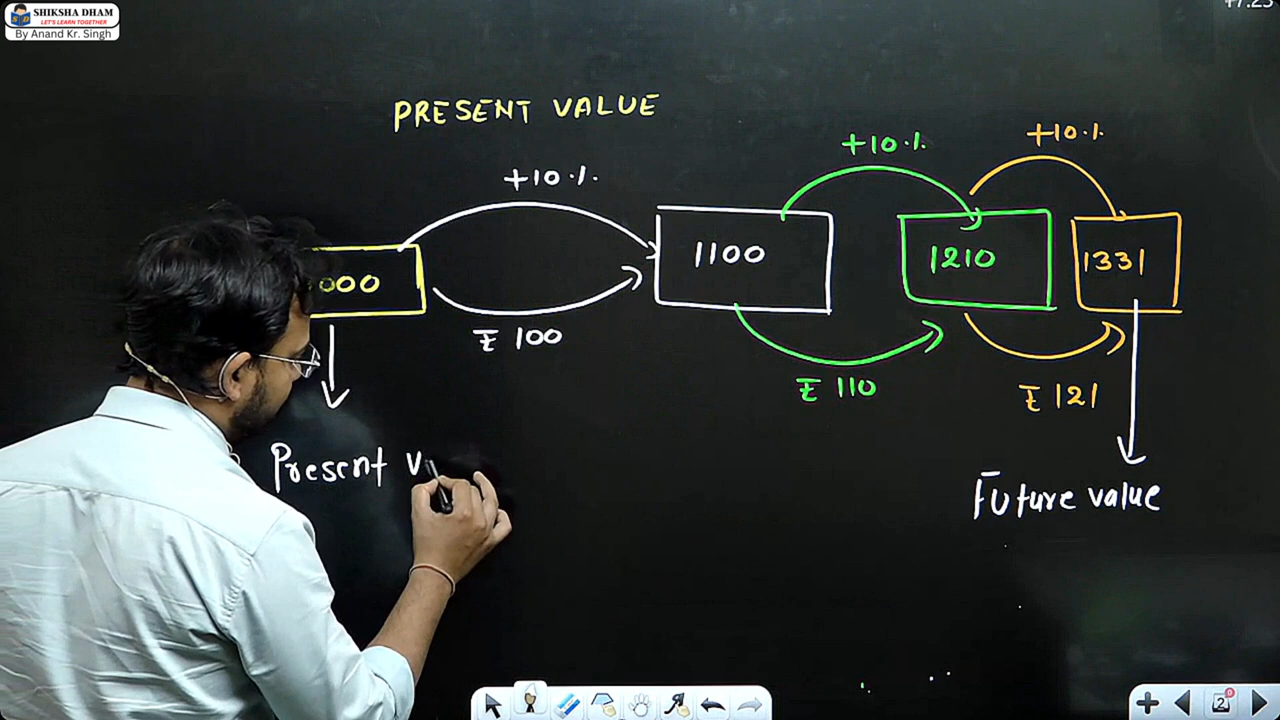 SHIKSHA DHAM
LET'S LEARN TOGETHER
By Anand Kr. Singh
PRESENT VALUE
+10%
+10%
+10%
000
1100
1210
1331
₹ 100
₹ 110
₹ 121
Present v
Future value
2